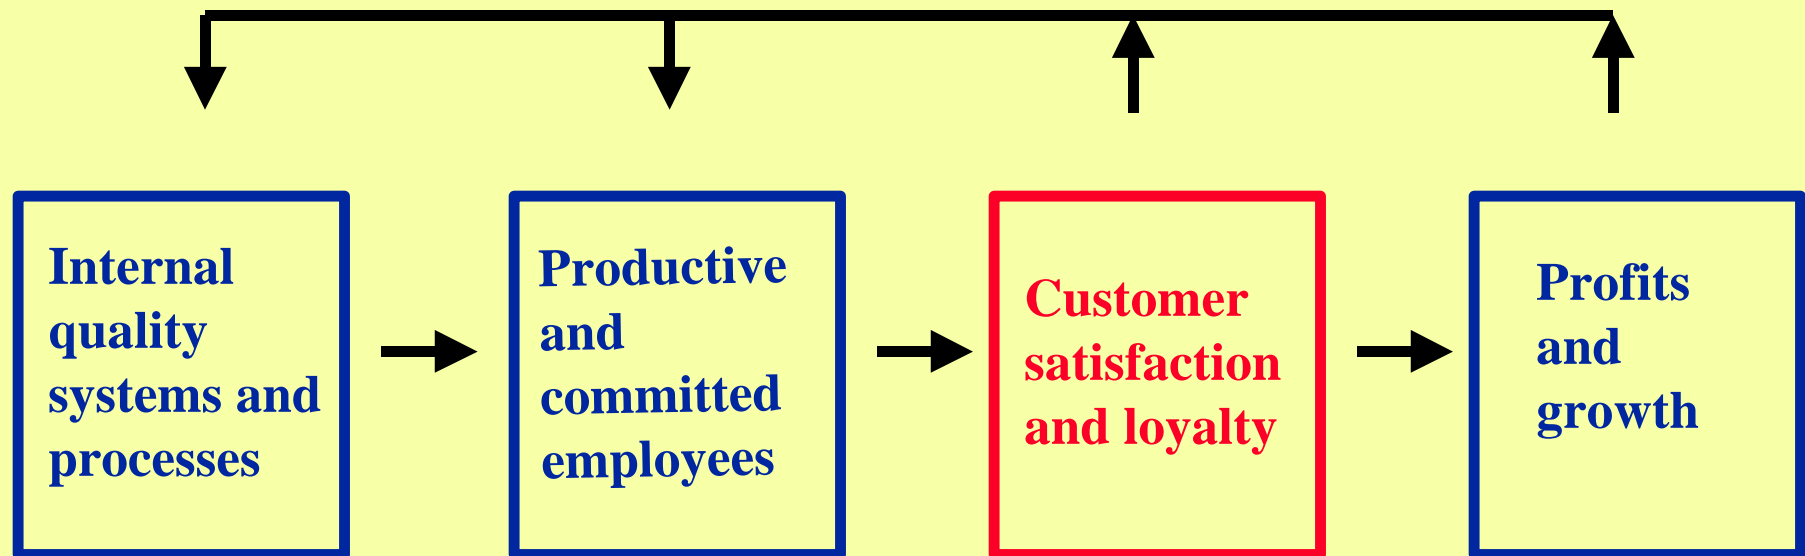 Internal
quality
systems and
processes
Productive
and
committed
employees
Customer
satisfaction
and loyalty
Profits
and
growth